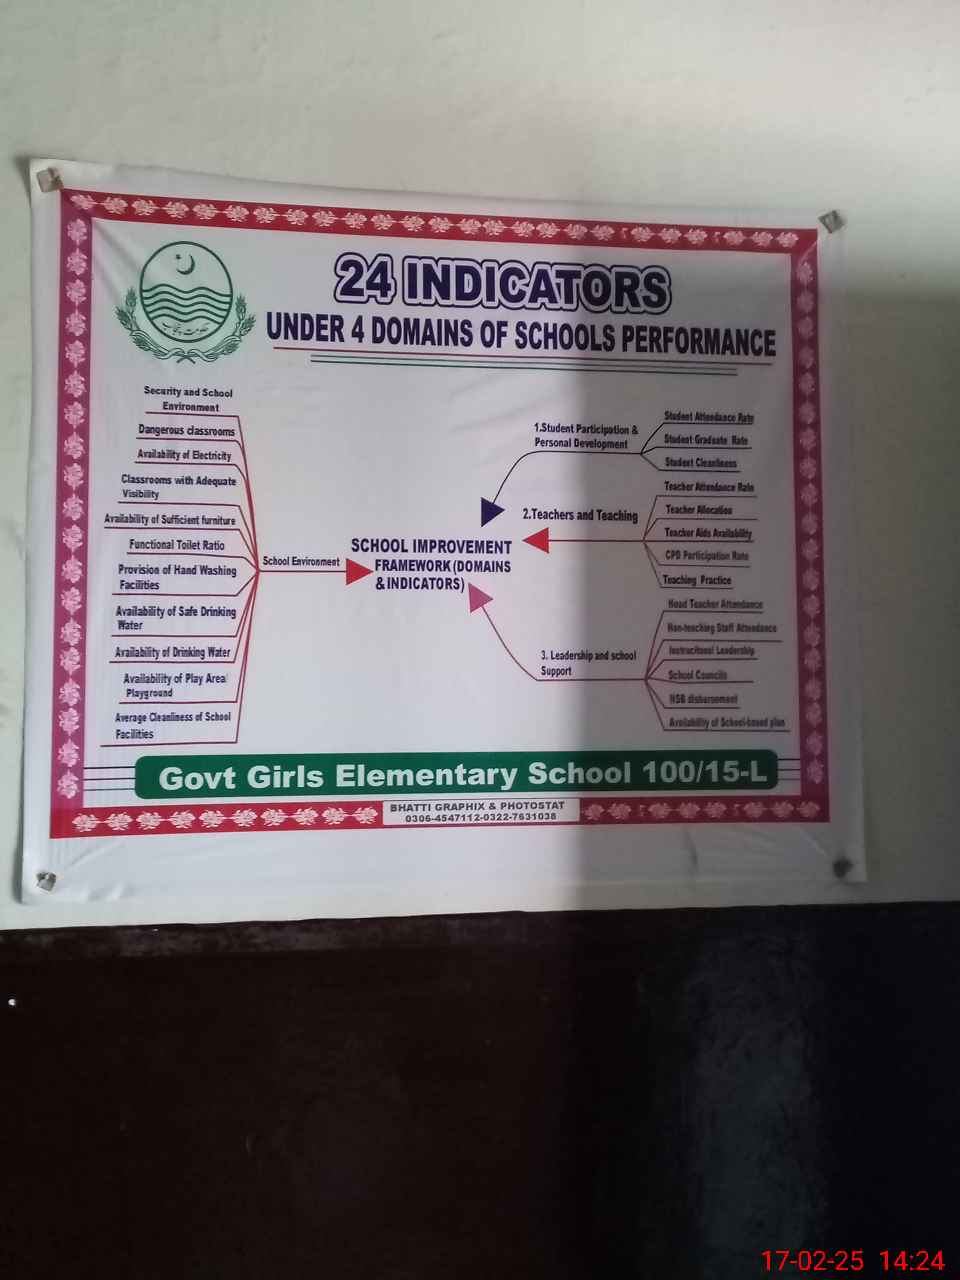 24 INDICATORS
UNDER 4 DOMAINS OF SCHOOLS PERFORMANCE
حکومت پنجاب
Security and School
Environment
Dangerous classrooms
Availability of Electricity
Classrooms with Adequate
Visibility
Availability of Sufficient furniture
Functional Toilet Ratio
Provision of Hand Washing
Facilities
Availability of Safe Drinking
Water
Availability of Drinking Water
Availability of Play Area/
Playground
Average Cleanliness of School
Facilities
School Environment
SCHOOL IMPROVEMENT
FRAMEWORK(DOMAINS
&INDICATORS)
1.Student Participation &
Personal Development
Student Attendance Rate
Student Graduate Rate
Student Cleanliness
2.Teachers and Teaching
Teacher Attendance Rate
Teacher Allocation
Teacher Aids Availability
CPD Participation Rate
Teaching Practice
3. Leadership and school
Support
Head Teacher Attendance
Non-teaching Staff Attendance
Instructional Leadership
School Councils
NSB disbursement
Availability of School-based plan
Govt Girls Elementary School 100/15-L
BHATTI GRAPHIX & PHOTOSTAT
0306-4547112-0322-7631038
17-02-25 14:24